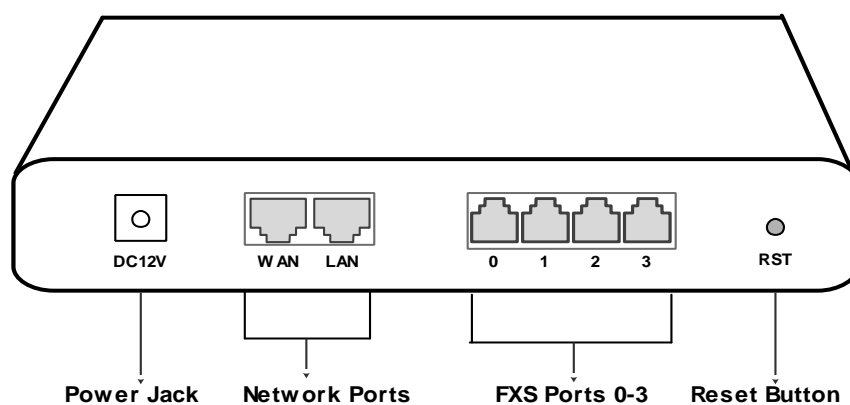 DC12V WAN LAN 0 1 2 3 RST
Power Jack Network Ports FXS Ports 0-3 Reset Button